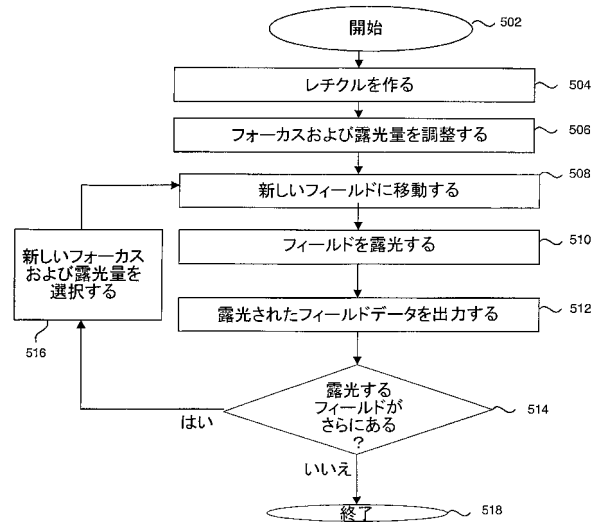 開始
502
レチクルを作る
504
フォーカスおよび露光量を調整する
506
508
新しいフィールドに移動する
フィールドを露光する
510
新しいフォーカス
および露光量を
選択する
516
露光されたフィールドデータを出力する
512
露光する
フィールドが
さらにある
?
514
はい
いいえ
終了
518